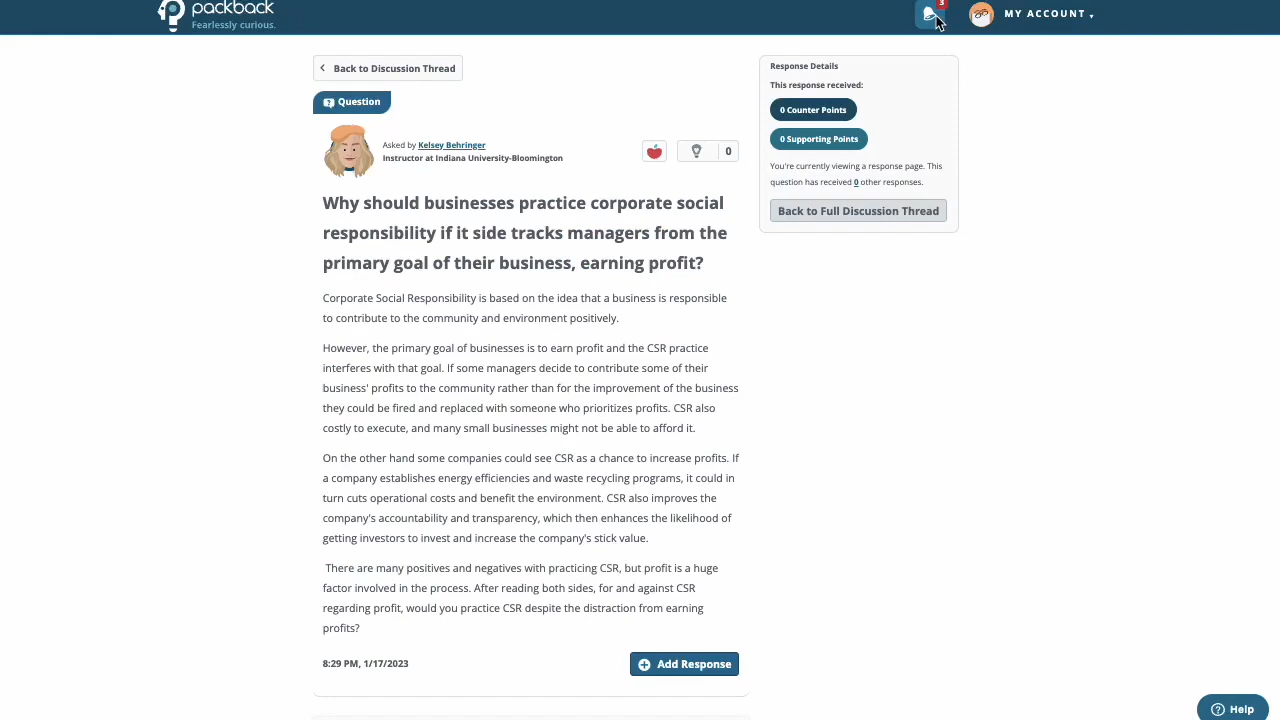 packback
Fearlessly curious.
3
MY ACCOUNT
Back to Discussion Thread
Question
Asked by Kelsey Behringer
Instructor at Indiana University-Bloomington
0
Why should businesses practice corporate social
responsibility if it side tracks managers from the
primary goal of their business, earning profit?
Corporate Social Responsibility is based on the idea that a business is responsible
to contribute to the community and environment positively.
However, the primary goal of businesses is to earn profit and the CSR practice
interferes with that goal. If some managers decide to contribute some of their
business' profits to the community rather than for the improvement of the business
they could be fired and replaced with someone who prioritizes profits. CSR also
costly to execute, and many small businesses might not be able to afford it.
On the other hand some companies could see CSR as a chance to increase profits. If
a company establishes energy efficiencies and waste recycling programs, it could in
turn cuts operational costs and benefit the environment. CSR also improves the
company's accountability and transparency, which then enhances the likelihood of
getting investors to invest and increase the company's stick value.
There are many positives and negatives with practicing CSR, but profit is a huge
factor involved in the process. After reading both sides, for and against CSR
regarding profit, would you practice CSR despite the distraction from earning
profits?
8:29 PM, 1/17/2023
Add Response
Response Details
This response received:
0 Counter Points
0 Supporting Points
You're currently viewing a response page. This
question has received 0 other responses.
Back to Full Discussion Thread
Help